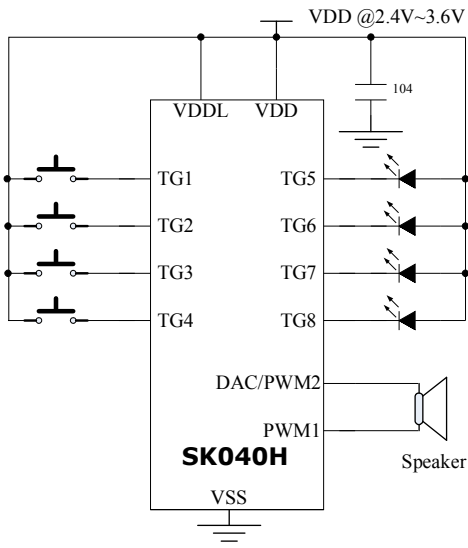 VDD @2.4V~3.6V
104
VDDL VDD
TG1 TG5
TG2 TG6
TG3 TG7
TG4 TG8
DAC/PWM2
PWM1
SK040H
Speaker
VSS